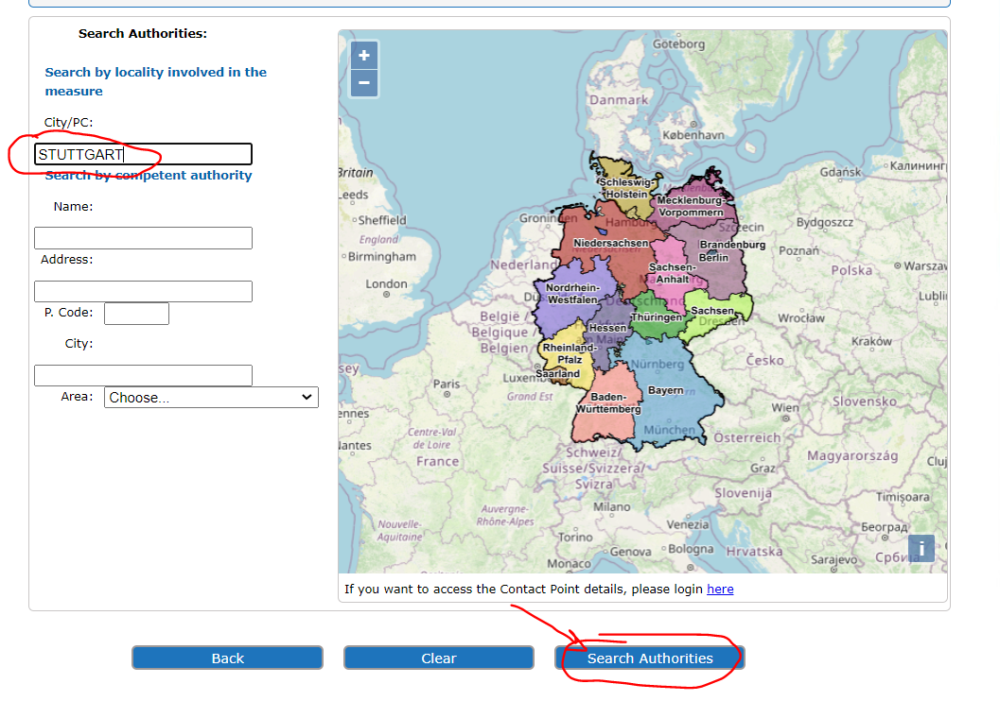 Search Authorities:
Search by locality involved in the
measure
City/PC:
STUTTGART
Search by competent authority
Name:
Address:
P. Code:
City:
Area:
Choose...
+
−
Göteborg
Danmark
København
Britain
Leeds
Sheffield
England
Birmingham
London
Gdańsk
Калининг
Groningen
Nederland
Bydgoszcz
Szczecin
Poznań
Polska
Warszaw
Lublin
Wrocław
Kraków
België /
Belgique /
Belgien
Paris
Grand Est
Česko
Slovensko
Wien
Österreich
Magyarország
Graz
Cluj
Schweiz/
Suisse/Svizzera/
Svizra
Centre-Val
de Loire
France
Slovenija
Timișoara
Milano
Auvergne-
Rhône-Alpes
Nouvelle-
Aquitaine
Torino
Venezia
Genova
Bologna
Hrvatska
Београд
Monaco
Sarajevo
Schleswig-
Holstein
Hamburg
Mecklenburg-
Vorpommern
Niedersachsen
Brandenburg
Berlin
Sachsen-
Anhalt
Nordrhein-
Westfalen
Hessen
am Main
Thüringen
Sachsen
Dresden
Rheinland-
Pfalz
Saarland
Nürnberg
Bayern
Baden-
Württemberg
München
i
If you want to access the Contact Point details, please login here
Back
Clear
Search Authorities